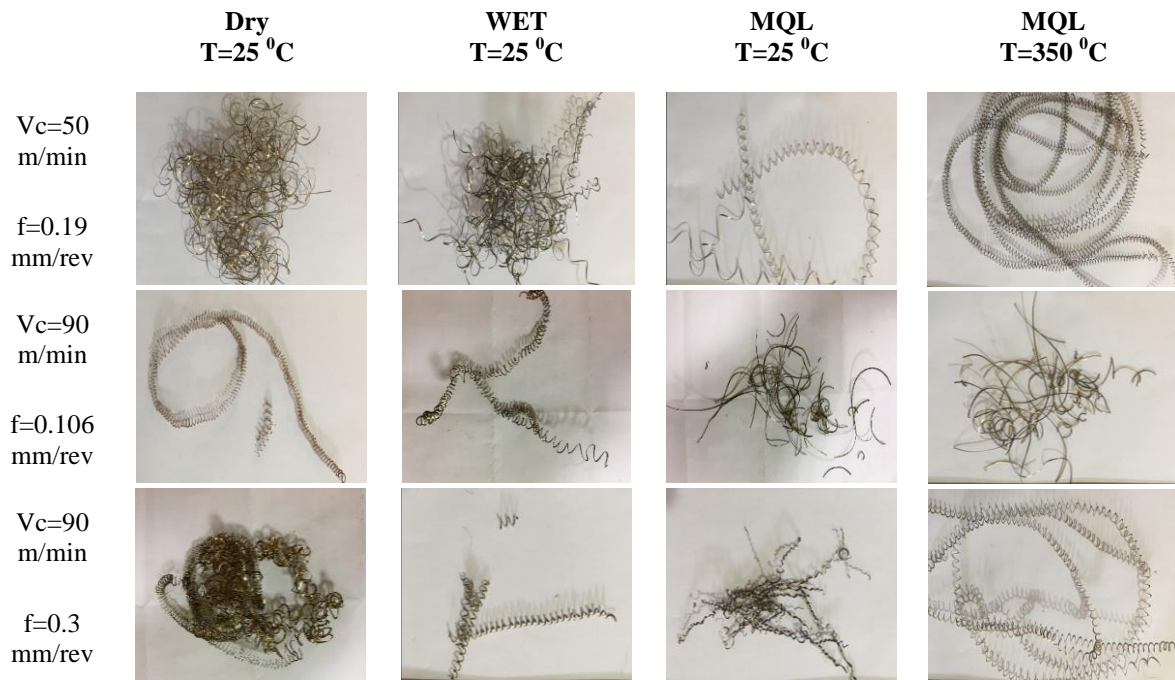 Dry
T=25 ⁰C
WET
T=25 ⁰C
MQL
T=25 ⁰C
MQL
T=350 ⁰C
Vc=50
m/min
f=0.19
mm/rev
Vc=90
m/min
f=0.106
mm/rev
Vc=90
m/min
f=0.3
mm/rev